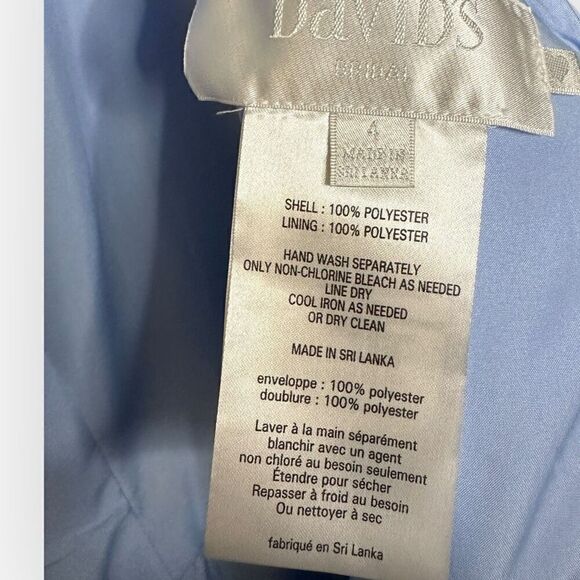 DaVID's
BRIDAL
4
MADE IN
SRI LANKA
SHELL : 100% POLYESTER
LINING : 100% POLYESTER
HAND WASH SEPARATELY
ONLY NON-CHLORINE BLEACH AS NEEDED
LINE DRY
COOL IRON AS NEEDED
OR DRY CLEAN
MADE IN SRI LANKA
enveloppe : 100% polyester
doublure : 100% polyester
Laver à la main séparément
blanchir avec un agent
non chloré au besoin seulement
Étendre pour sécher
Repasser à froid au besoin
Ou nettoyer à sec
fabriqué en Sri Lanka